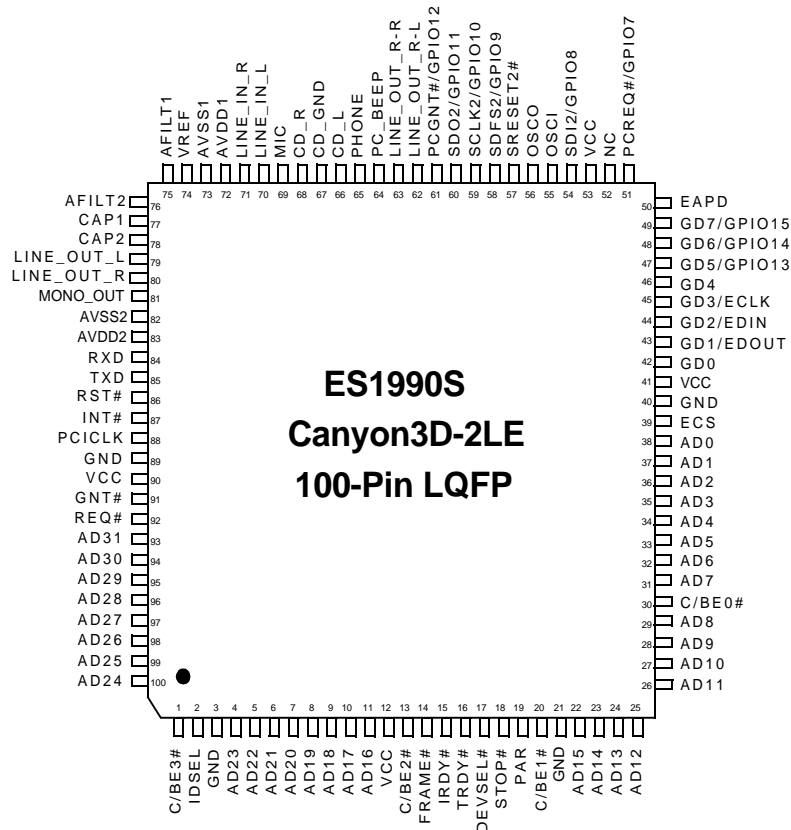 AFILT1
VREF
AVSS1
AVDD1
LINE_IN_R
LINE_IN_L
MIC
CD_R
CD_GND
CD_L
PHONE
PC_BEEP
LINE_OUT_R-R
LINE_OUT_R-L
PCGNT#/GPIO12
SDO2/GPIO11
SCLK2/GPIO10
SDFS2/GPIO9
SRESET2#
OSCO
OSCI
SDI2/GPIO8
VCC
NC
PCREQ#/GPIO7
75 74 73 72 71 70 69 68 67 66 65 64 63 62 61 60 59 58 57 56 55 54 53 52 51
AFILT2 76
CAP1 77
CAP2 78
LINE_OUT_L 79
LINE_OUT_R 80
MONO_OUT 81
AVSS2 82
AVDD2 83
RXD 84
TXD 85
RST# 86
INT# 87
PCICLK 88
GND 89
VCC 90
GNT# 91
REQ# 92
AD31 93
AD30 94
AD29 95
AD28 96
AD27 97
AD26 98
AD25 99
AD24 100
ES1990S
Canyon3D-2LE
100-Pin LQFP
50 EAPD
49 GD7/GPIO15
48 GD6/GPIO14
47 GD5/GPIO13
46 GD4
45 GD3/ECLK
44 GD2/EDIN
43 GD1/EDOUT
42 GD0
41 VCC
40 GND
39 ECS
38 AD0
37 AD1
36 AD2
35 AD3
34 AD4
33 AD5
32 AD6
31 AD7
30 C/BE0#
29 AD8
28 AD9
27 AD10
26 AD11
1 2 3 4 5 6 7 8 9 10 11 12 13 14 15 16 17 18 19 20 21 22 23 24 25
C/BE3#
IDSEL
GND
AD23
AD22
AD21
AD20
AD19
AD18
AD17
AD16
VCC
C/BE2#
FRAME#
IRDY#
TRDY#
DEVSEL#
STOP#
PAR
C/BE1#
GND
AD15
AD14
AD13
AD12